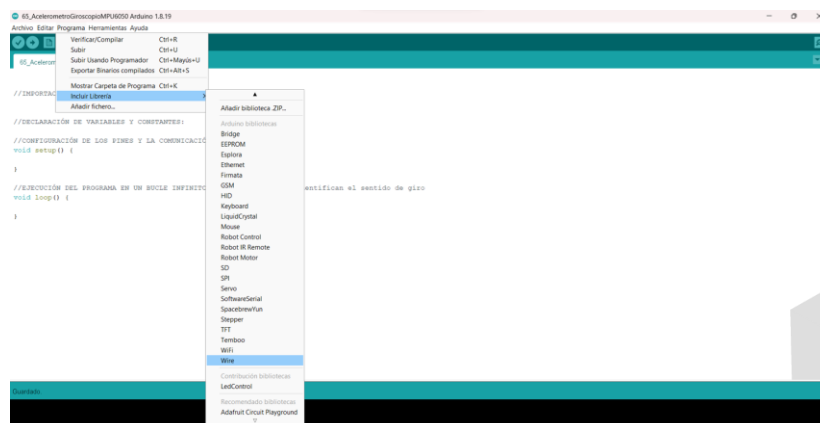 65_AcelerometroGiroscopioMPU6050 Arduino 1.8.19
Archivo Editar Programa Herramientas Ayuda
Verificar/Compilar Ctrl+R
Subir Ctrl+U
Subir Usando Programador Ctrl+Mayús+U
Exportar Binarios compilados Ctrl+Alt+S
Mostrar Carpeta de Programa Ctrl+K
Incluir Librería
Añadir fichero...
65_Acelerom
//IMPORTAC
//DECLARACIÓN DE VARIABLES Y CONSTANTES:
//CONFIGURACIÓN DE LOS PINES Y LA COMUNICACIÓ
void setup() {
}
//EJECUCIÓN DEL PROGRAMA EN UN BUCLE INFINITO entifican el sentido de giro
void loop() {
}
Añadir biblioteca .ZIP...
Arduino bibliotecas
Bridge
EEPROM
Esplora
Ethernet
Firmata
GSM
HID
Keyboard
LiquidCrystal
Mouse
Robot Control
Robot IR Remote
Robot Motor
SD
SPI
Servo
SoftwareSerial
SpacebrewYun
Stepper
TFT
Temboo
WiFi
Wire
Contribución bibliotecas
LedControl
Recomendado bibliotecas
Adafruit Circuit Playground
Guardado.